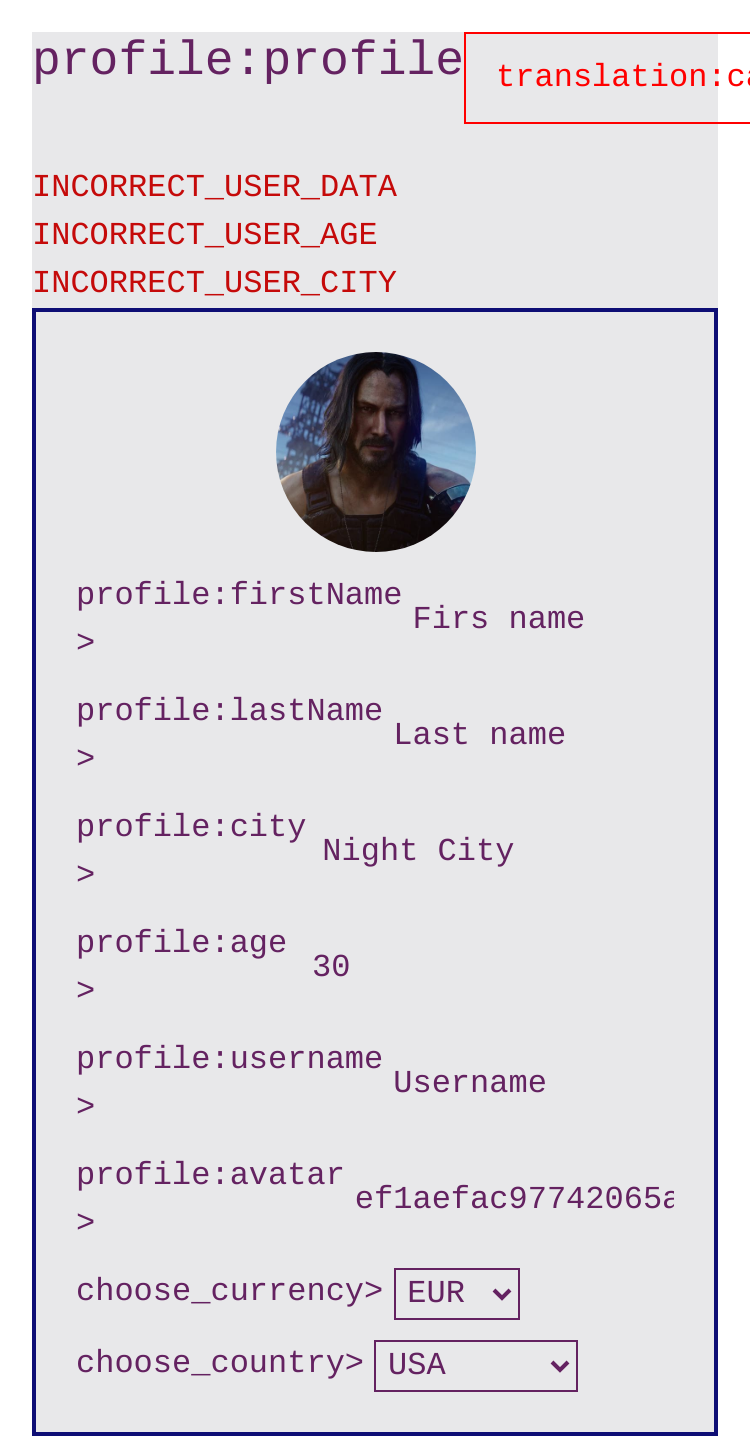 profile:profile
translation:ca
INCORRECT_USER_DATA
INCORRECT_USER_AGE
INCORRECT_USER_CITY
profile:firstName
> Firs name
profile:lastName
> Last name
profile:city
> Night City
profile:age
> 30
profile:username
> Username
profile:avatar
> ef1aefac97742065a
choose_currency> EUR
choose_country> USA